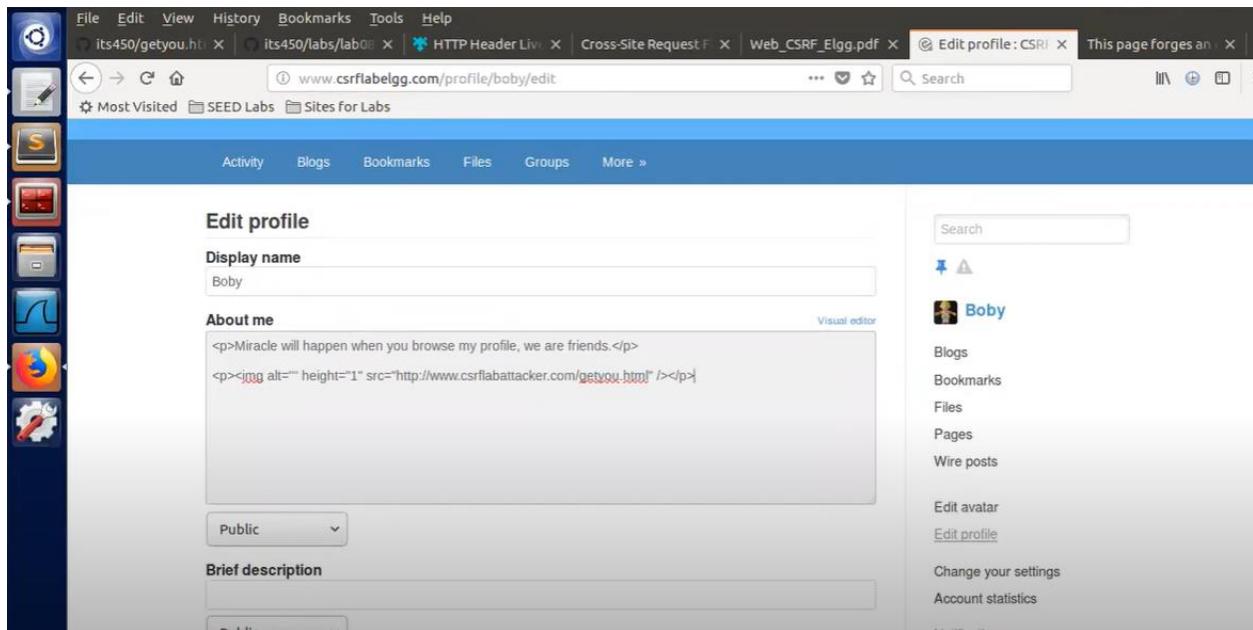 File Edit View History Bookmarks Tools Help
its450/getyou.ht its450/labs/lab08 HTTP Header Liv Cross-Site Request F Web_CSRF_Elgg.pdf Edit profile : CSRF This page forges an
www.csrflabelgg.com/profile/boby/edit Search
Most Visited SEED Labs Sites for Labs
Activity Blogs Bookmarks Files Groups More »
Edit profile
Display name
Boby
About me Visual editor
<p>Miracle will happen when you browse my profile, we are friends.</p>
<p><img alt="" height="1" src="http://www.csrflabattacker.com/getyou.html" /></p>
Public
Brief description
Search
Boby
Blogs
Bookmarks
Files
Pages
Wire posts
Edit avatar
Edit profile
Change your settings
Account statistics